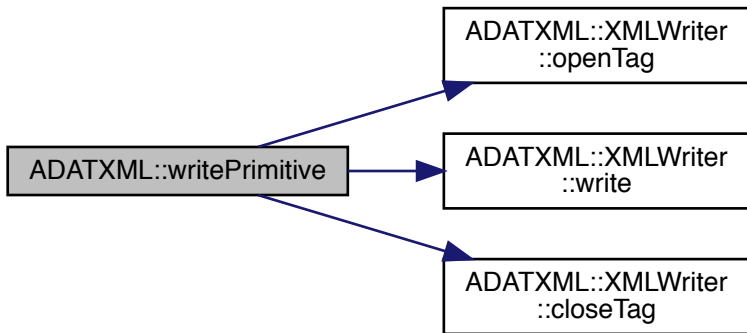 ADATXML::XMLWriter
::openTag
ADATXML::writePrimitive
ADATXML::XMLWriter
::write
ADATXML::XMLWriter
::closeTag